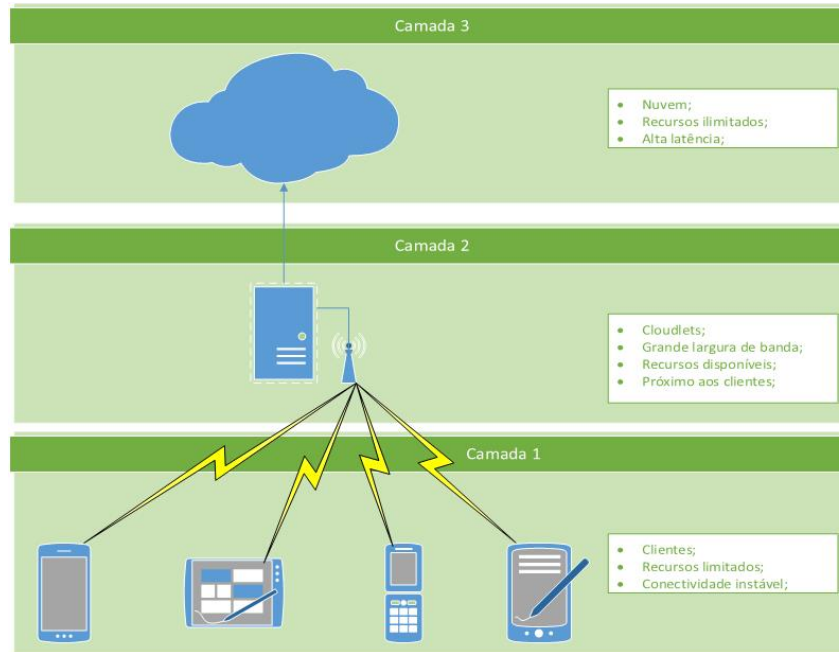 Camada 3
• Nuvem;
• Recursos ilimitados;
• Alta latência;
Camada 2
• Cloudlets;
• Grande largura de banda;
• Recursos disponíveis;
• Próximo aos clientes;
Camada 1
• Clientes;
• Recursos limitados;
• Conectividade instável;